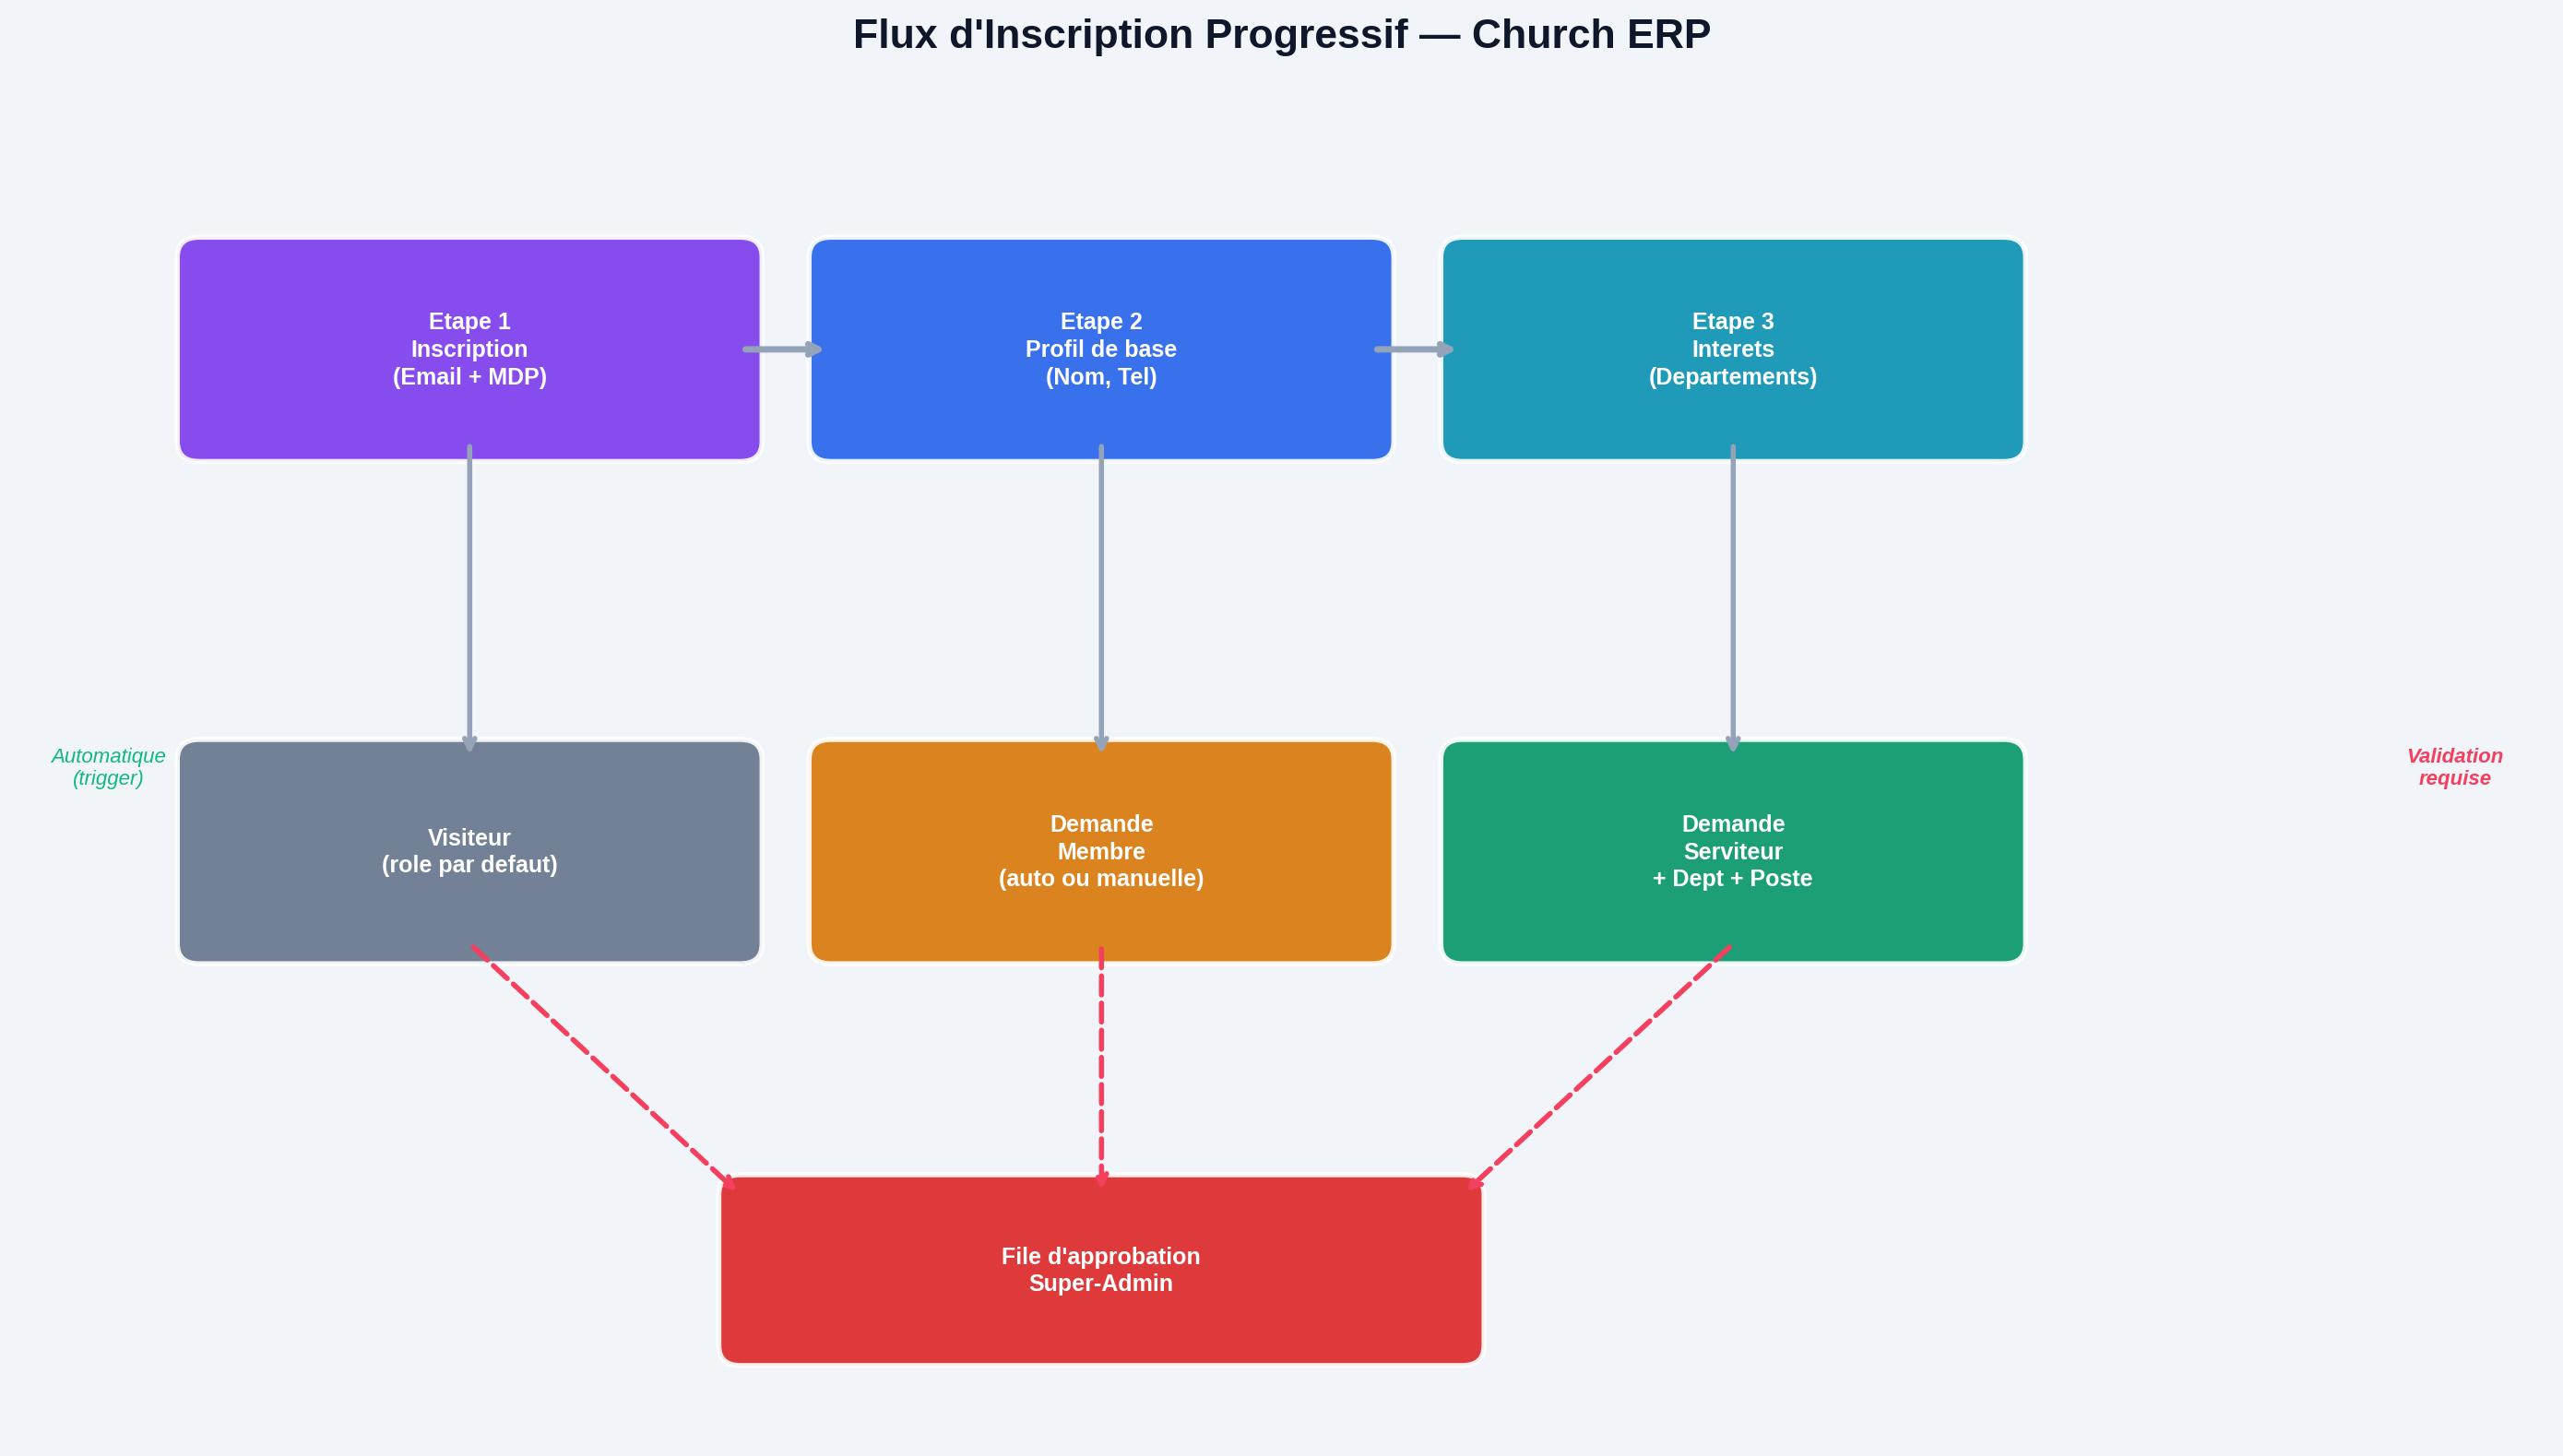 Flux d'Inscription Progressif — Church ERP
Etape 1
Inscription
(Email + MDP)
Etape 2
Profil de base
(Nom, Tel)
Etape 3
Interets
(Departements)
Automatique
(trigger)
Visiteur
(role par defaut)
Demande
Membre
(auto ou manuelle)
Demande
Serviteur
+ Dept + Poste
Validation
requise
File d'approbation
Super-Admin